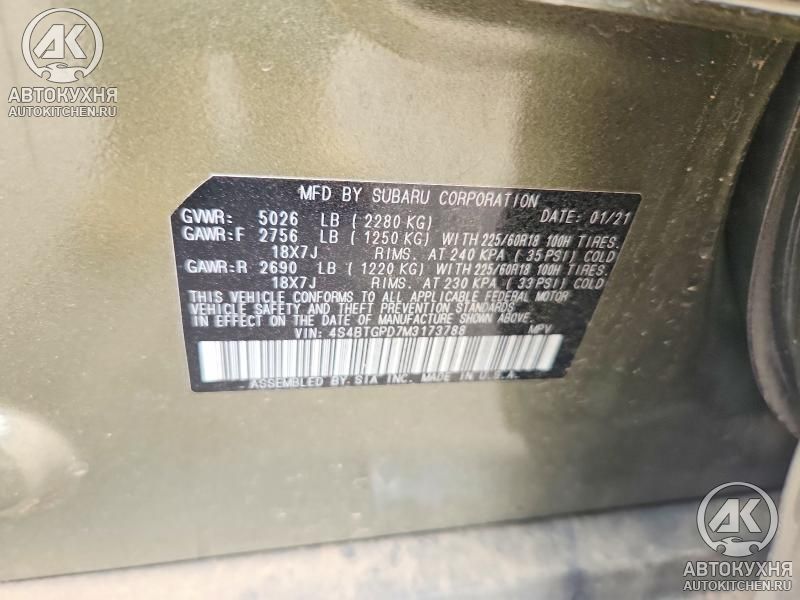 AK
АВТОКУХНЯ
AUTOKITCHEN.RU
MFD BY SUBARU CORPORATION
GVWR: 5026 LB ( 2280 KG) DATE: 01/21
GAWR:F 2756 LB ( 1250 KG) WITH 225/60R18 100H TIRES.
18X7J RIMS. AT 240 KPA ( 35 PSI) COLD
GAWR:R 2690 LB ( 1220 KG) WITH 225/60R18 100H TIRES.
18X7J RIMS. AT 230 KPA ( 33 PSI) COLD
THIS VEHICLE CONFORMS TO ALL APPLICABLE FEDERAL MOTOR
VEHICLE SAFETY AND THEFT PREVENTION STANDARDS
IN EFFECT ON THE DATE OF MANUFACTURE SHOWN ABOVE.
VIN: 4S4BTGPD7M3173788 MPV
ASSEMBLED BY SIA INC. MADE IN U.S.A.
AK
АВТОКУХНЯ
AUTOKITCHEN.RU